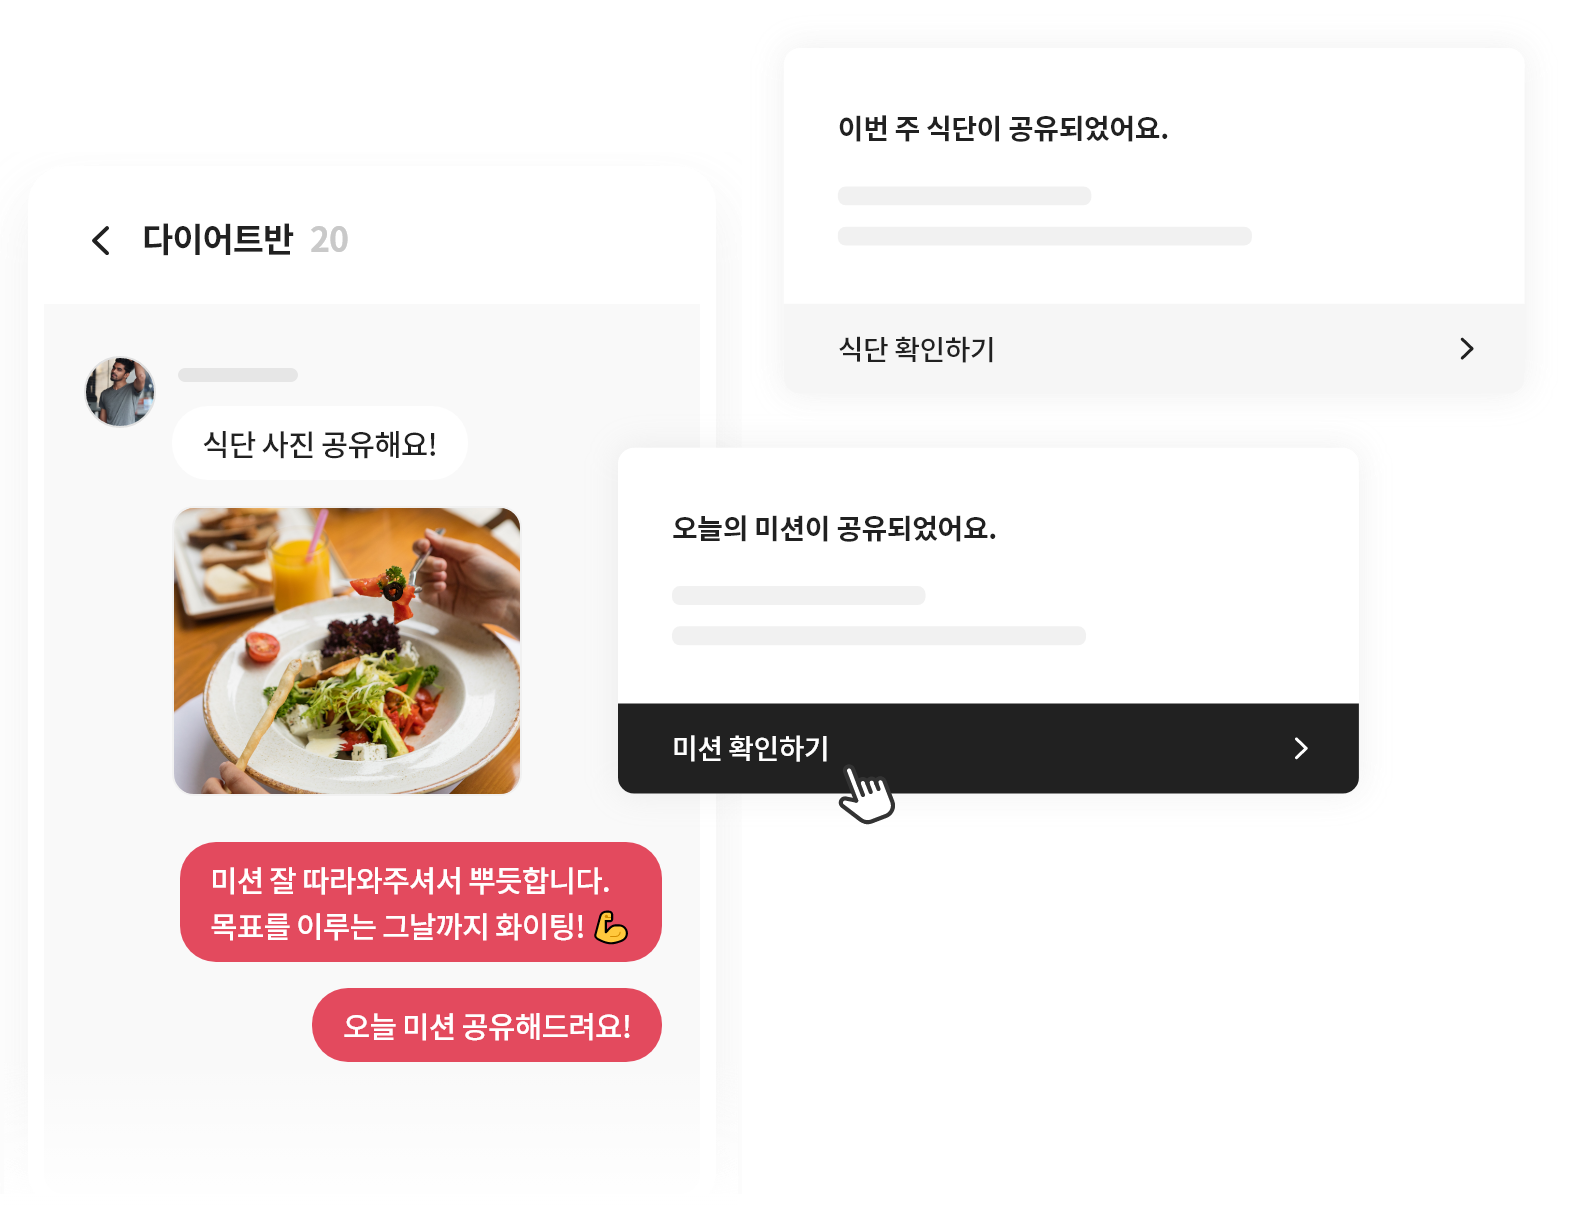 이번 주 식단이 공유되었어요.
식단 확인하기
다이어트반 20
식단 사진 공유해요!
오늘의 미션이 공유되었어요.
미션 확인하기
미션 잘 따라와주셔서 뿌듯합니다.
목표를 이루는 그날까지 화이팅! 💪
오늘 미션 공유해드려요!